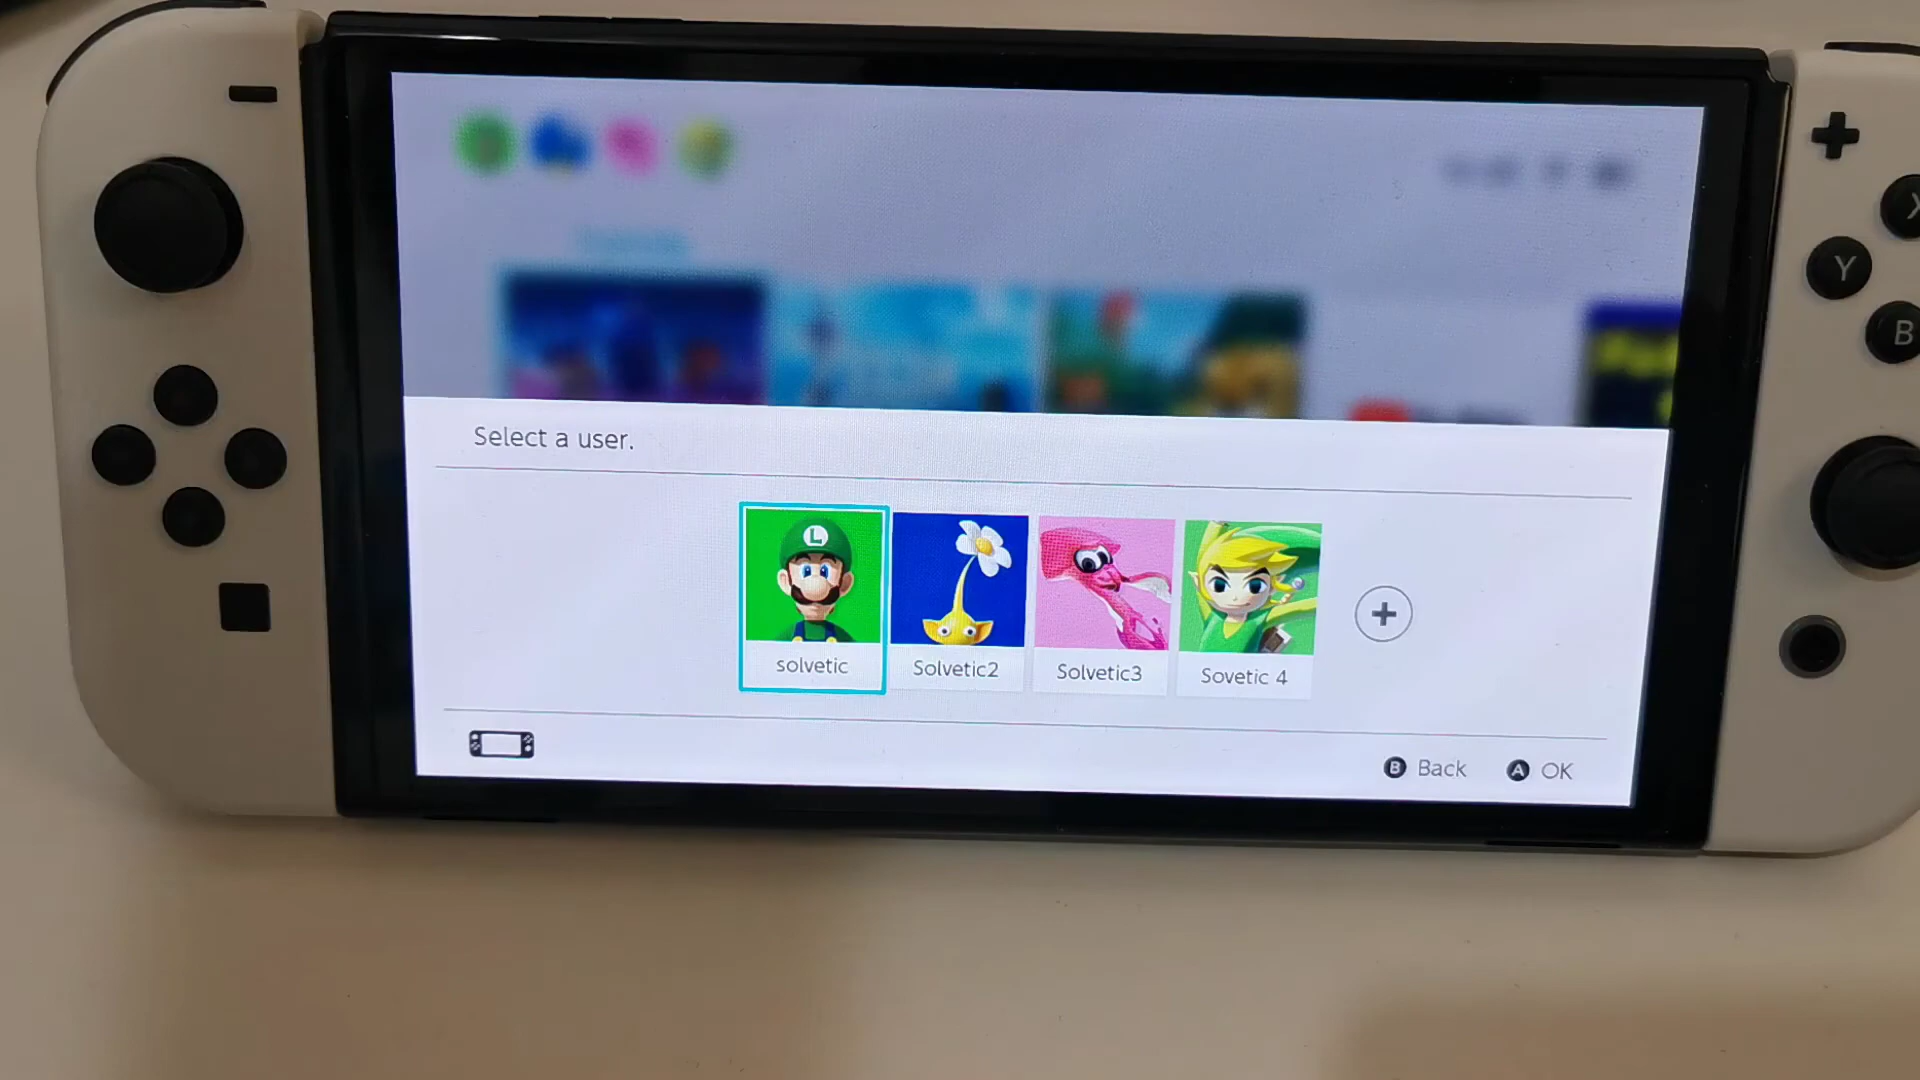 X
Y
B
Select a user.
L
solvetic
Solvetic2
Solvetic3
Sovetic 4
B Back
A OK